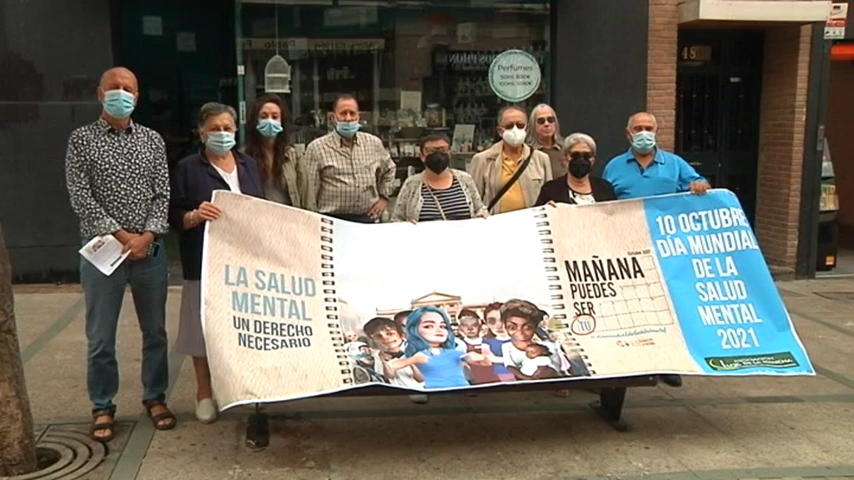 Perfumes
48
LA SALUD
MENTAL
UN DERECHO
NECESARIO
MAÑANA
PUEDES
SER
TÚ
10 OCTUBRE
DÍA MUNDIAL
DE LA
SALUD
MENTAL
2021